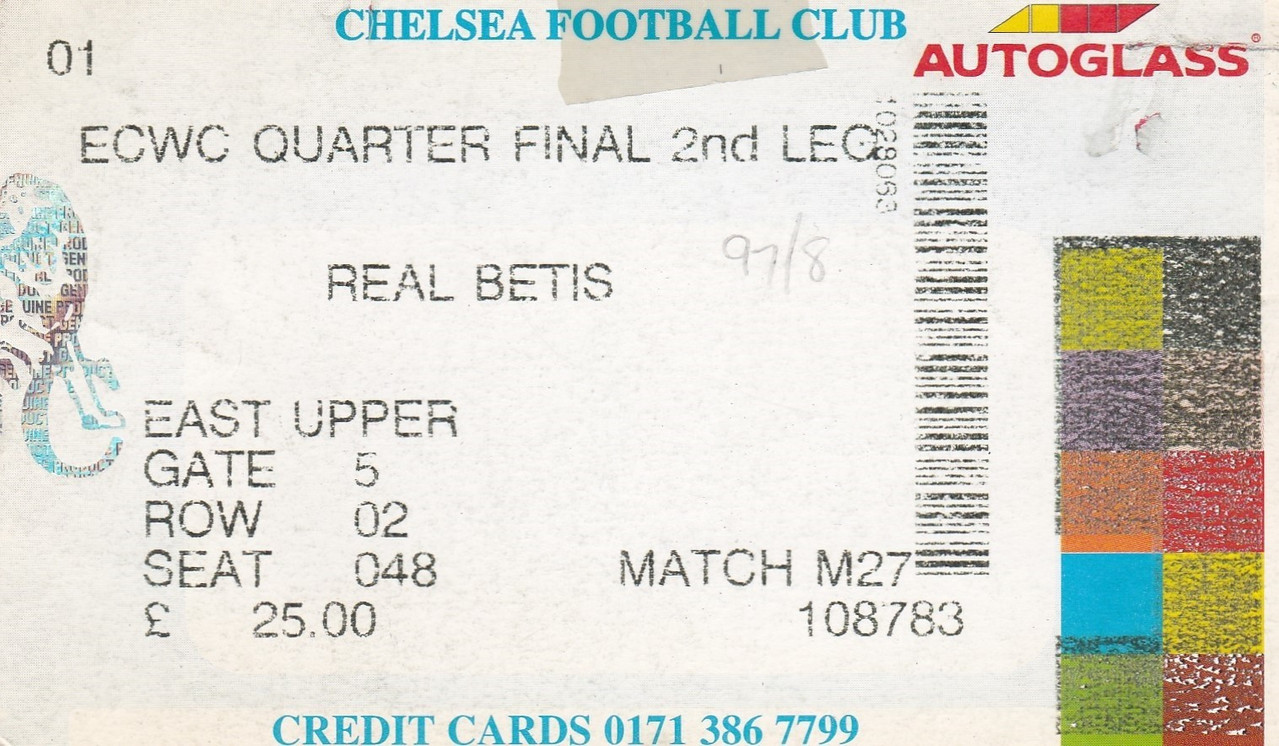 CHELSEA FOOTBALL CLUB
01
AUTOGLASS®
ECWC QUARTER FINAL 2nd LEG
REAL BETIS
97/8
EAST UPPER
GATE 5
ROW 02
SEAT 048
MATCH M27
£ 25.00
108783
CREDIT CARDS 0171 386 7799